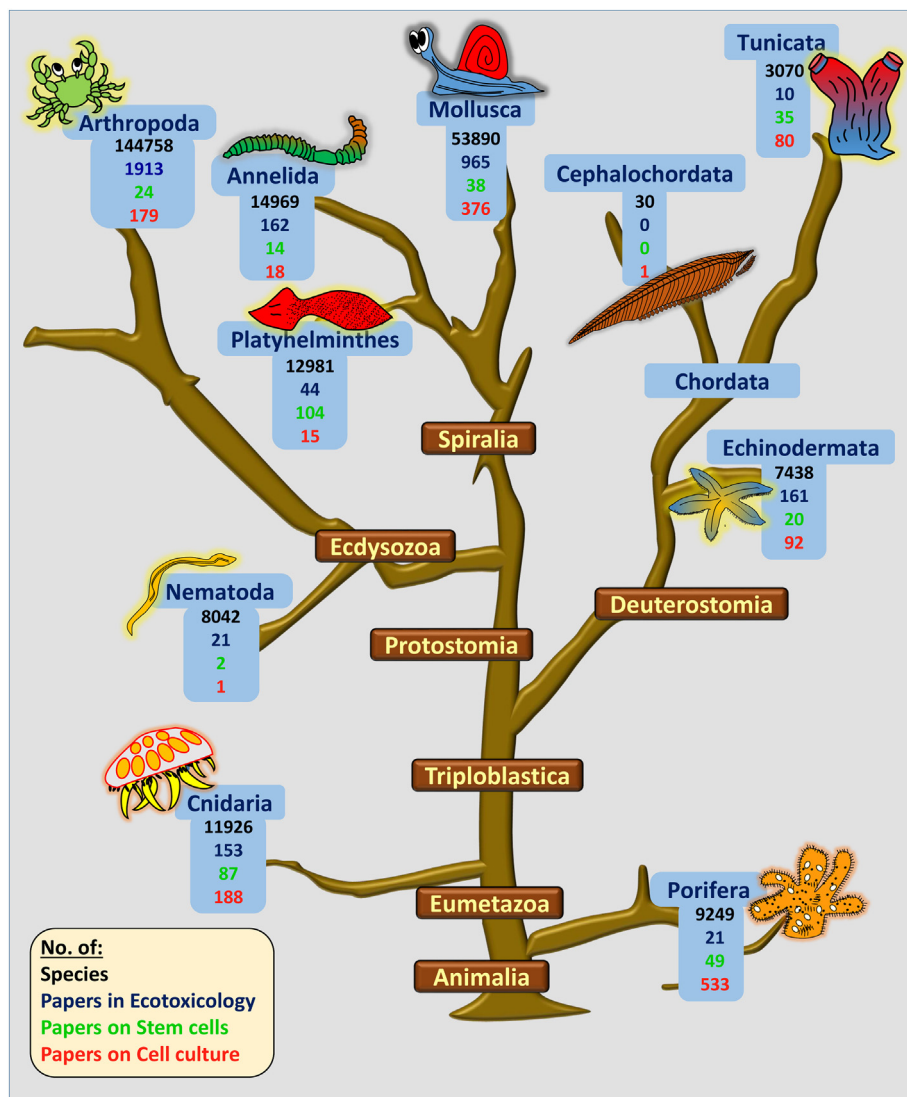 Arthropoda
144758
1913
24
179
Annelida
14969
162
14
18
Mollusca
53890
965
38
376
Cephalochordata
30
0
0
1
Tunicata
3070
10
35
80
Platyhelminthes
12981
44
104
15
Chordata
Spiralia
Echinodermata
7438
161
20
92
Ecdysozoa
Nematoda
8042
21
2
1
Deuterostomia
Protostomia
Triploblastica
Cnidaria
11926
153
87
188
Eumetazoa
Porifera
9249
21
49
533
Animalia
No. of:
Species
Papers in Ecotoxicology
Papers on Stem cells
Papers on Cell culture